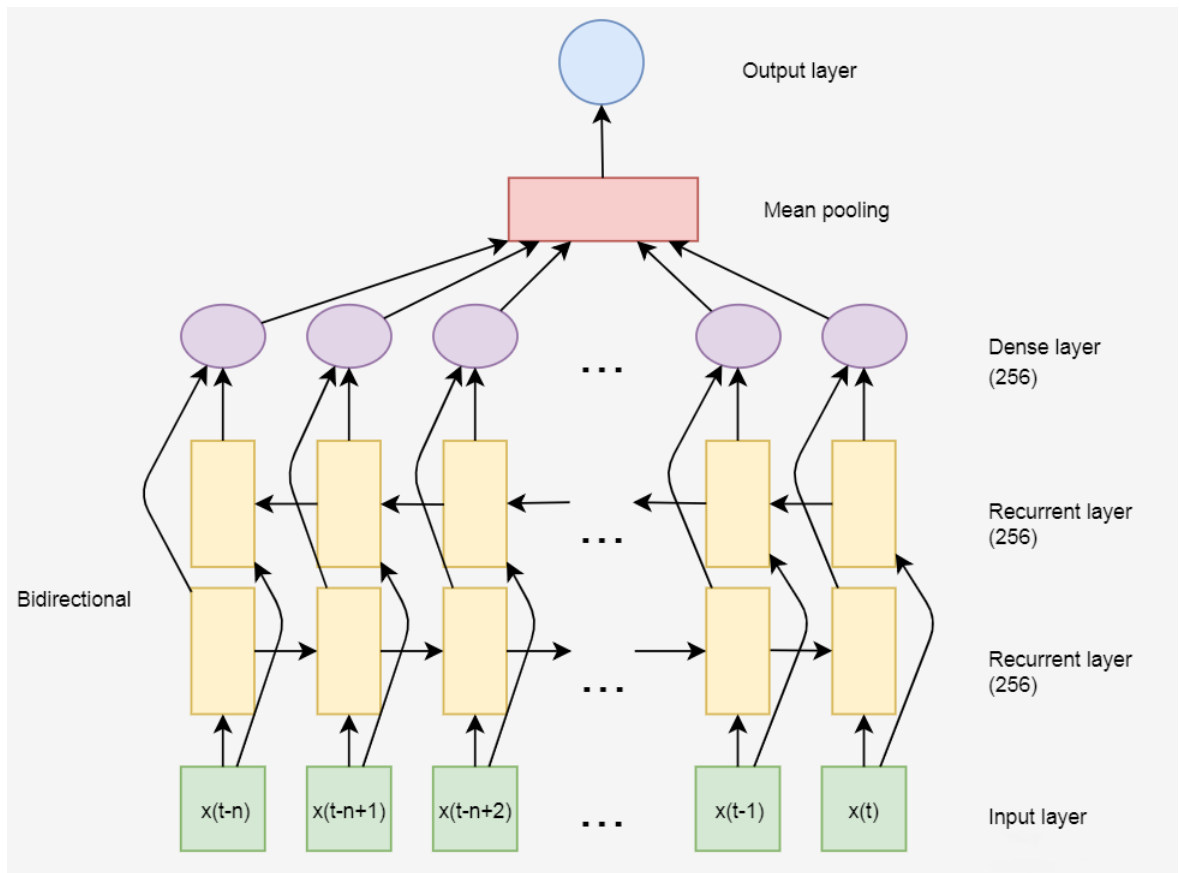 Output layer
Mean pooling
Dense layer
(256)
...
Recurrent layer
(256)
...
Bidirectional
Recurrent layer
(256)
...
x(t-n) x(t-n+1) x(t-n+2) ... x(t-1) x(t)
Input layer